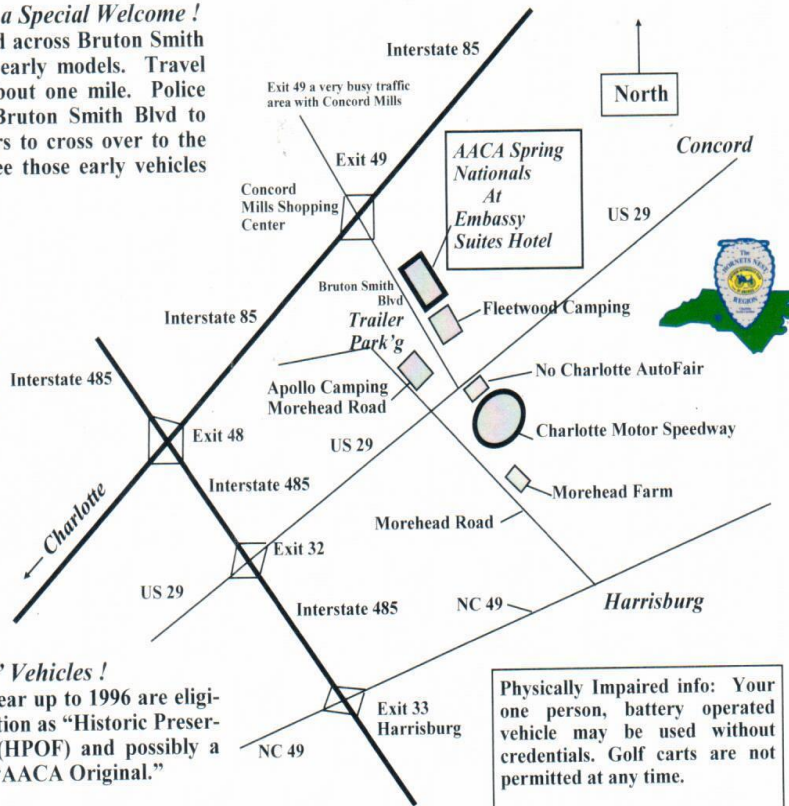 a Special Welcome !
d across Bruton Smith
early models. Travel
bout one mile. Police
Bruton Smith Blvd to
rs to cross over to the
ee those early vehicles
Interstate 85
Exit 49 a very busy traffic
area with Concord Mills
North
Exit 49
AACA Spring
Nationals
At
Embassy
Suites Hotel
Concord
US 29
Concord
Mills Shopping
Center
The
HORNETS NEST
REGION
Bruton Smith
Blvd
Fleetwood Camping
Trailer
Park'g
Interstate 85
Interstate 485
No Charlotte AutoFair
Apollo Camping
Morehead Road
Charlotte Motor Speedway
Exit 48
US 29
Interstate 485
Morehead Farm
Charlotte
Morehead Road
Exit 32
US 29
Interstate 485
NC 49
Harrisburg
' Vehicles !
ear up to 1996 are eligi-
tion as “Historic Preser-
(HPOF) and possibly a
AACA Original.”
Exit 33
Harrisburg
NC 49
Physically Impaired info: Your
one person, battery operated
vehicle may be used without
credentials. Golf carts are not
permitted at any time.